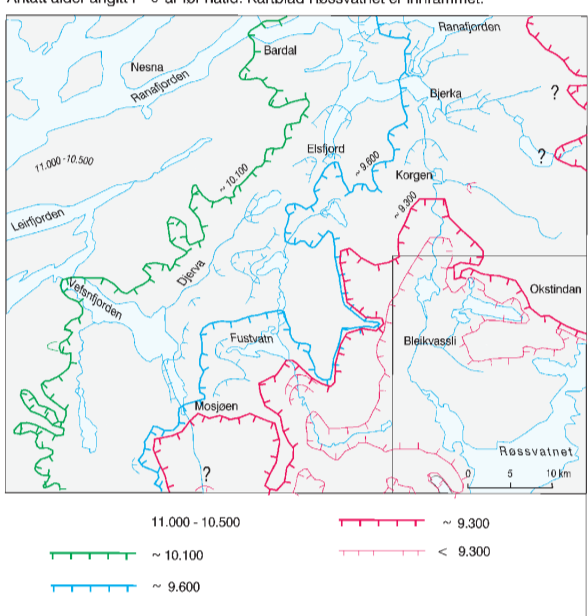 Ranafjorden
Bardal
Nesna
Ranafjorden
Bjerka
?
Elsfjord
?
11.000-10.500
~ 10.100
~ 9.600
Korgen
~ 9.300
Leirfjorden
Djerva
Vefsnfjorden
Okstindan
Fustvatn
Bleikvassli
Mosjøen
Røssvatnet
?
0 5 10 km
11.000 - 10.500
~ 9.300
~ 10.100
< 9.300
~ 9.600